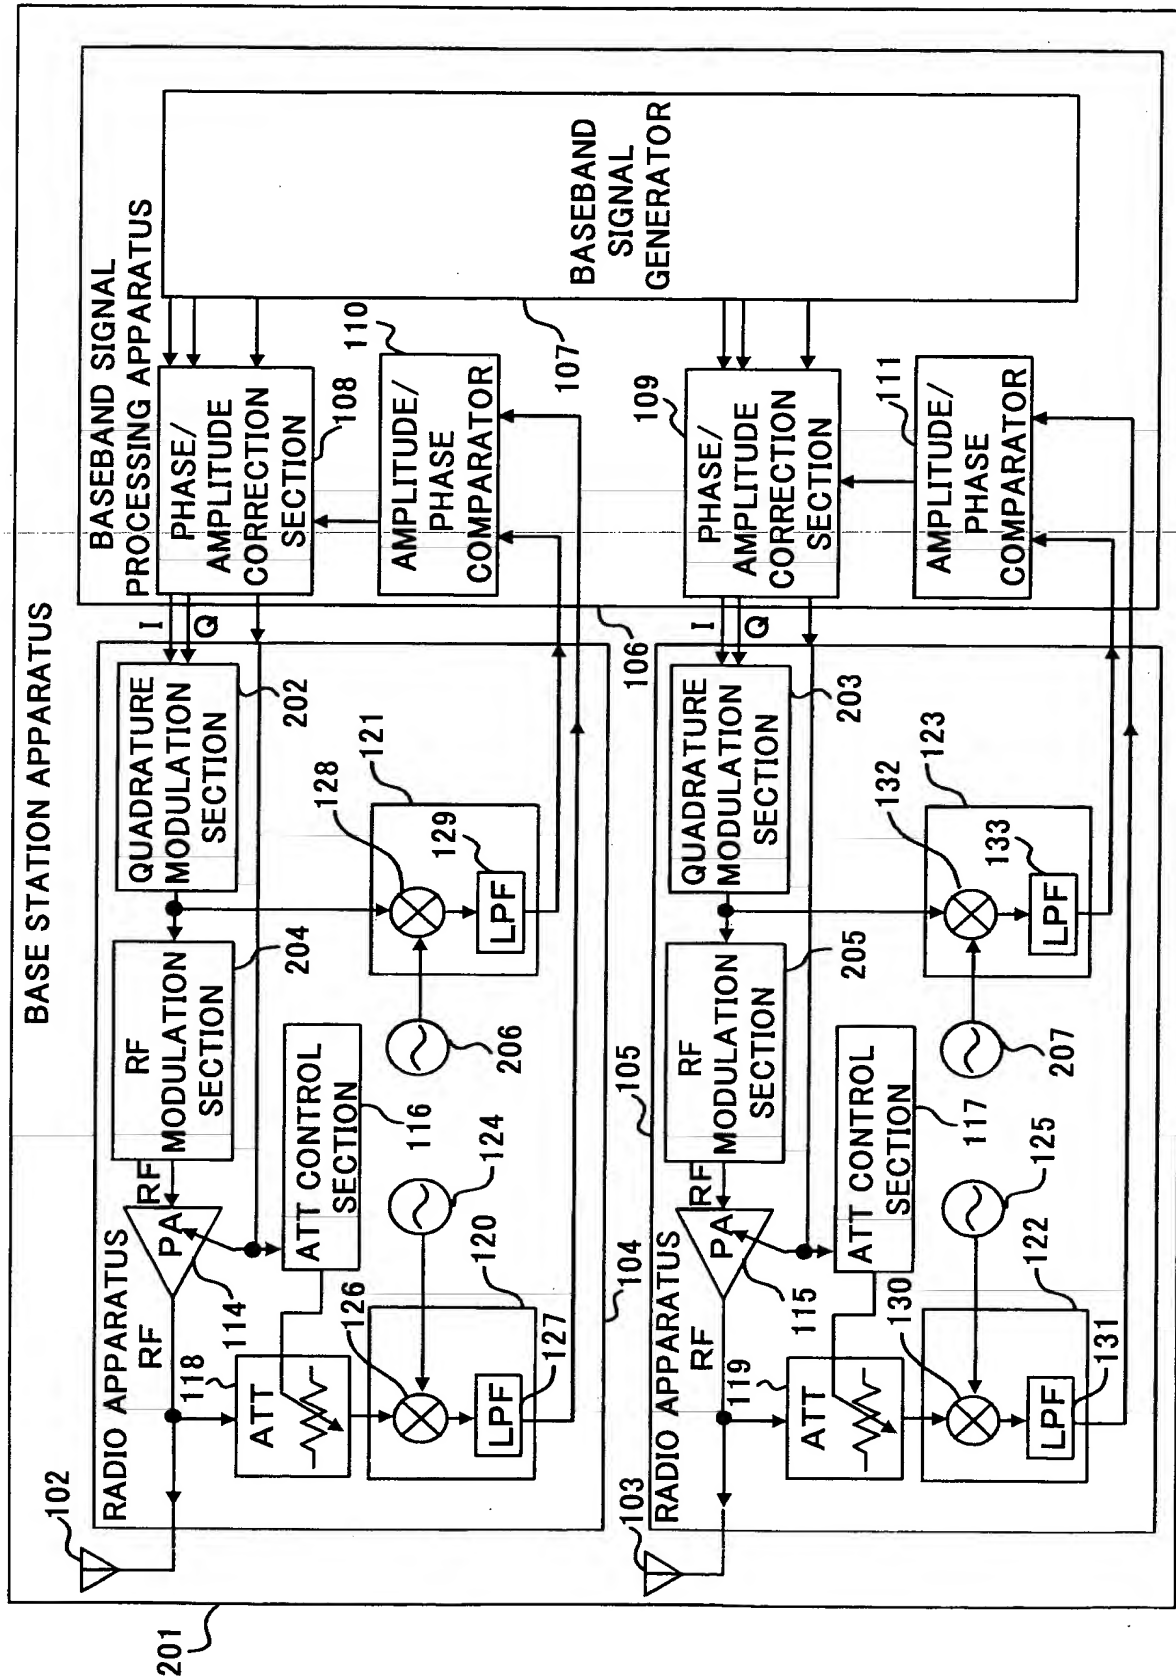 201
BASE STATION APPARATUS
102
RADIO APPARATUS
RF
114
PA
RF
RF
MODULATION
SECTION
204
QUADRATURE
MODULATION
SECTION
202
I
Q
118
ATT
ATT CONTROL
SECTION
116
126
LPF
127
120
124
206
128
LPF
129
121
104
BASEBAND SIGNAL
PROCESSING APPARATUS
PHASE/
AMPLITUDE
CORRECTION
SECTION
108
AMPLITUDE/
PHASE
COMPARATOR
110
BASEBAND
SIGNAL
GENERATOR
107
106
103
RADIO APPARATUS
105
RF
115
PA
RF
RF
MODULATION
SECTION
205
QUADRATURE
MODULATION
SECTION
203
I
Q
119
ATT
ATT CONTROL
SECTION
117
130
LPF
131
122
125
207
132
LPF
133
123
PHASE/
AMPLITUDE
CORRECTION
SECTION
109
AMPLITUDE/
PHASE
COMPARATOR
111